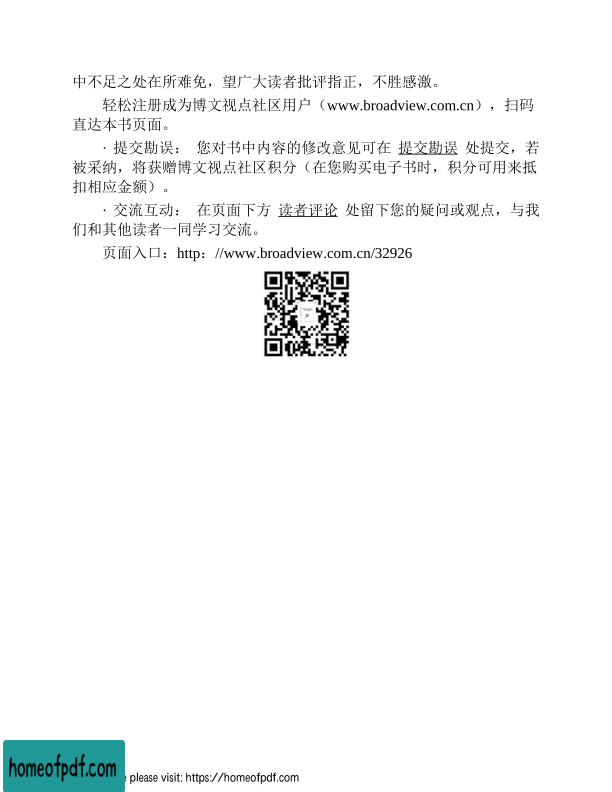 中不足之处在所难免，望广大读者批评指正，不胜感激。
轻松注册成为博文视点社区用户（www.broadview.com.cn），扫码
直达本书页面。
· 提交勘误： 您对书中内容的修改意见可在 提交勘误 处提交，若
被采纳，将获赠博文视点社区积分（在您购买电子书时，积分可用来抵
扣相应金额）。
· 交流互动： 在页面下方 读者评论 处留下您的疑问或观点，与我
们和其他读者一同学习交流。
页面入口：http：//www.broadview.com.cn/32926
homeofpdf.com
please visit: https://homeofpdf.com